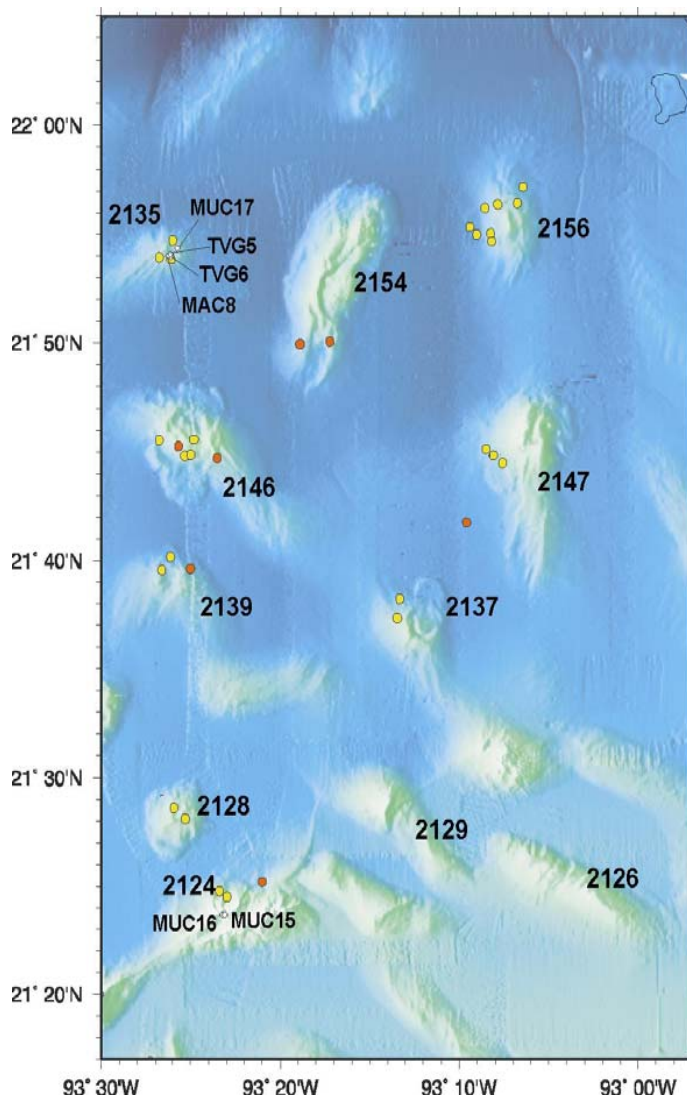 22° 00'N
2135
MUC17
TVG5
TVG6
MAC8
2156
2154
21° 50'N
2146
2147
21° 40'N
2139
2137
21° 30'N
2128
2129
2124
2126
MUC16
MUC15
21° 20'N
93° 30'W
93° 20'W
93° 10'W
93° 00'W